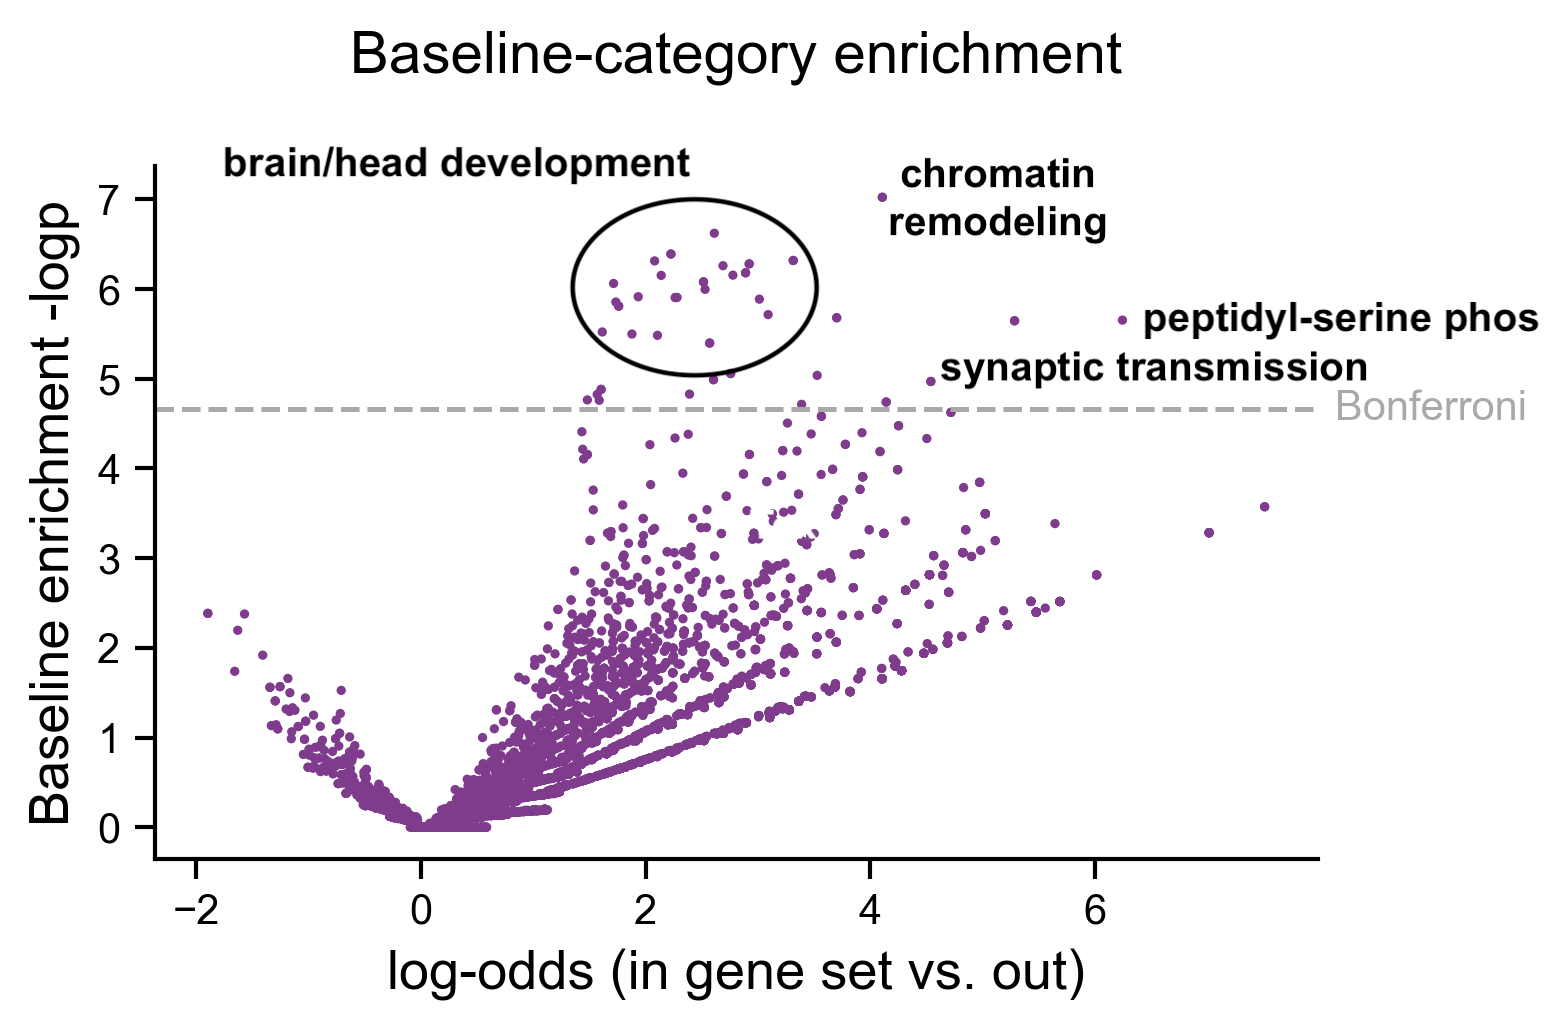 Baseline-category enrichment
brain/head development
chromatin
remodeling
peptidyl-serine phos
synaptic transmission
Bonferroni
Baseline enrichment -logp
7
6
5
4
3
2
1
0
−2 0 2 4 6
log-odds (in gene set vs. out)